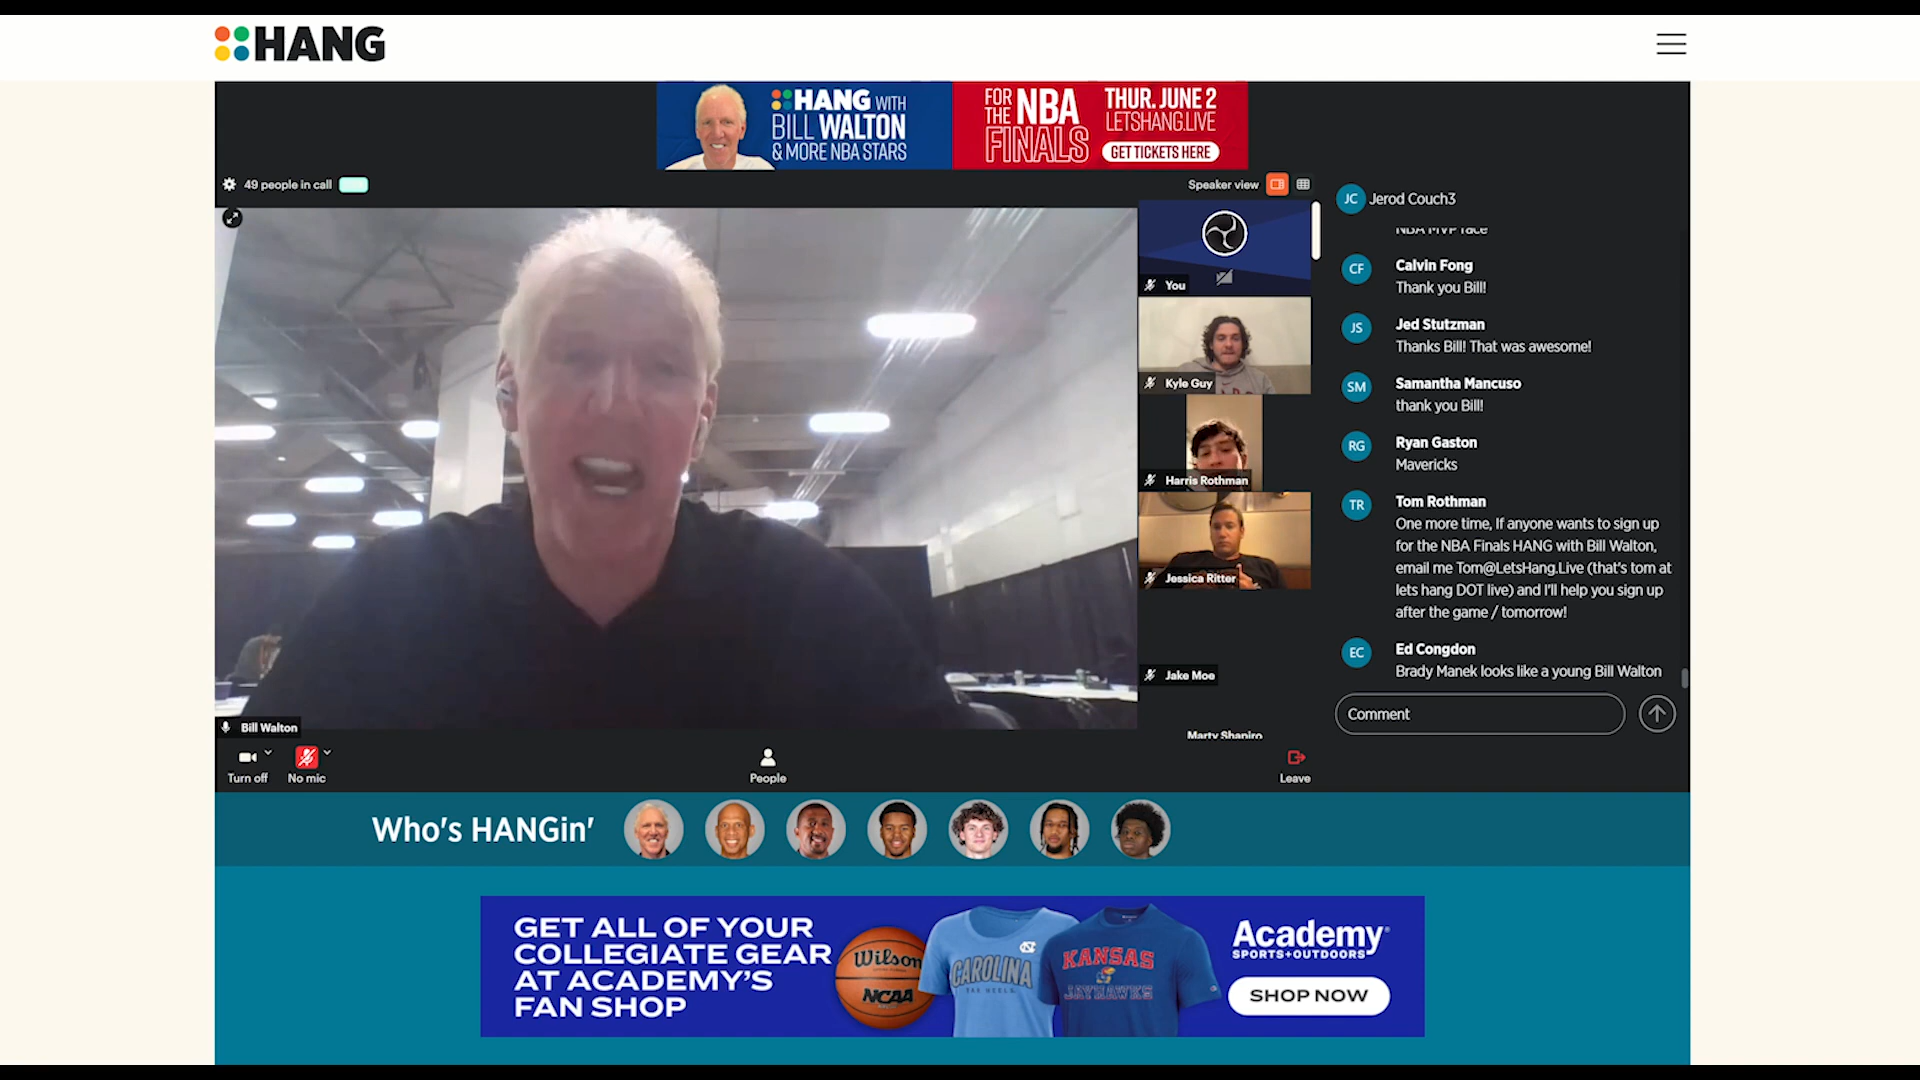 HANG
HANG WITH
BILL WALTON
& MORE NBA STARS
FOR THE NBA FINALS
THUR. JUNE 2
LETSHANG.LIVE
GET TICKETS HERE
49 people in call
Speaker view
You
Kyle Guy
Harris Rothman
Jessica Ritter
Jake Moe
Marty Shapiro
Bill Walton
Turn off
No mic
People
Leave
JC Jerod Couch3
NBA MVP race
CF Calvin Fong
Thank you Bill!
JS Jed Stutzman
Thanks Bill! That was awesome!
SM Samantha Mancuso
thank you Bill!
RG Ryan Gaston
Mavericks
TR Tom Rothman
One more time, If anyone wants to sign up
for the NBA Finals HANG with Bill Walton,
email me Tom@LetsHang.Live (that's tom at
lets hang DOT live) and I'll help you sign up
after the game / tomorrow!
EC Ed Congdon
Brady Manek looks like a young Bill Walton
Comment
Who's HANGin'
GET ALL OF YOUR
COLLEGIATE GEAR
AT ACADEMY'S
FAN SHOP
Wilson
NCAA
CAROLINA
TAR HEELS
KANSAS
JAYHAWKS
Academy
SPORTS+OUTDOORS
SHOP NOW